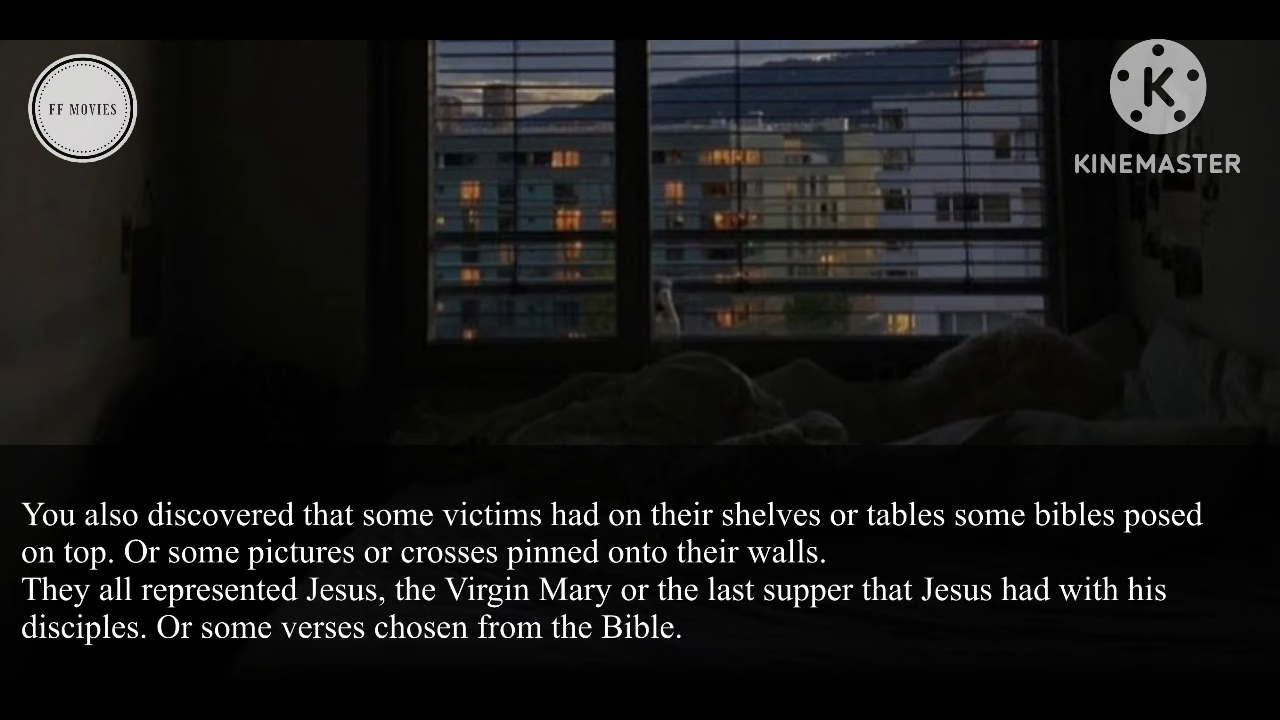 FF MOVIES
K
KINEMASTER
You also discovered that some victims had on their shelves or tables some bibles posed
on top. Or some pictures or crosses pinned onto their walls.
They all represented Jesus, the Virgin Mary or the last supper that Jesus had with his
disciples. Or some verses chosen from the Bible.